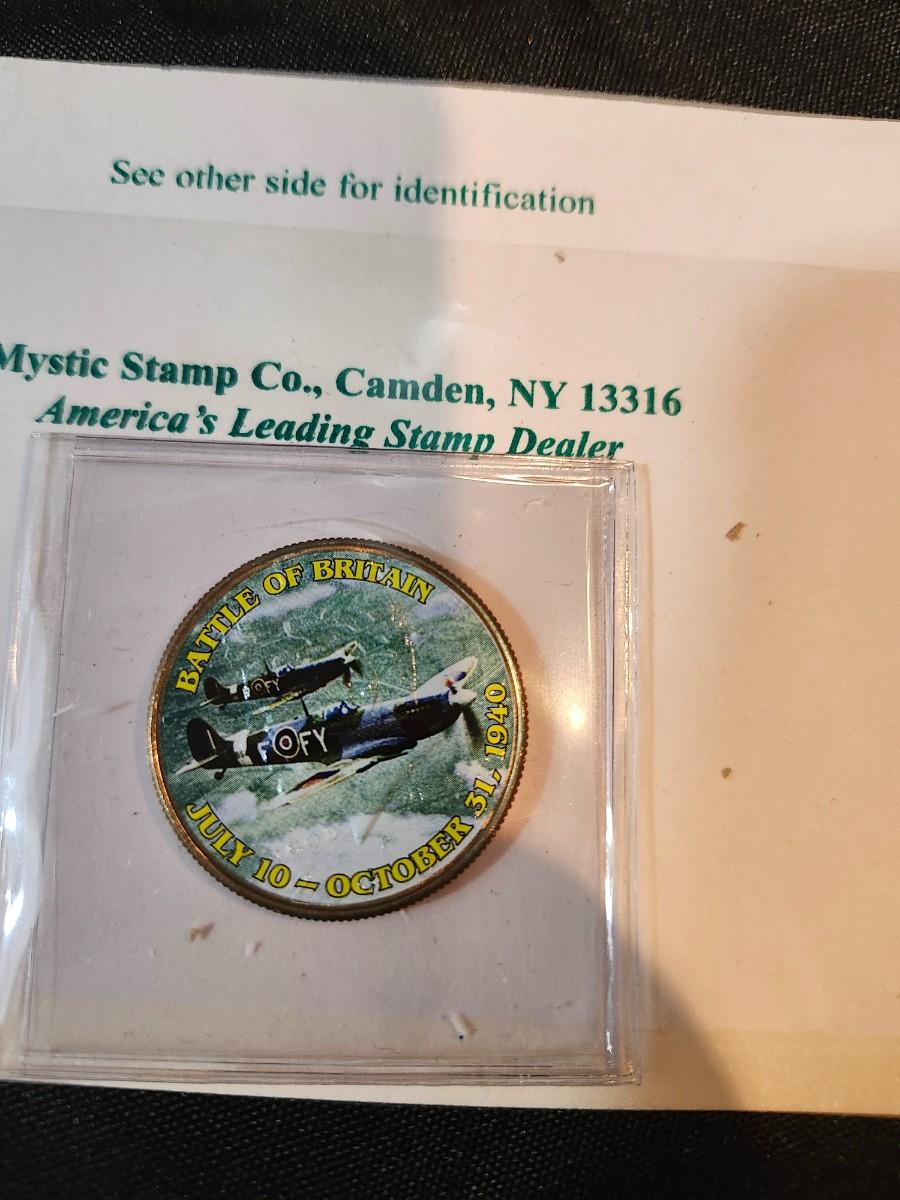 See other side for identification
Mystic Stamp Co., Camden, NY 13316
America's Leading Stamp Dealer
BATTLE OF BRITAIN
FY
F FY
JULY 10 – OCTOBER 31, 1940